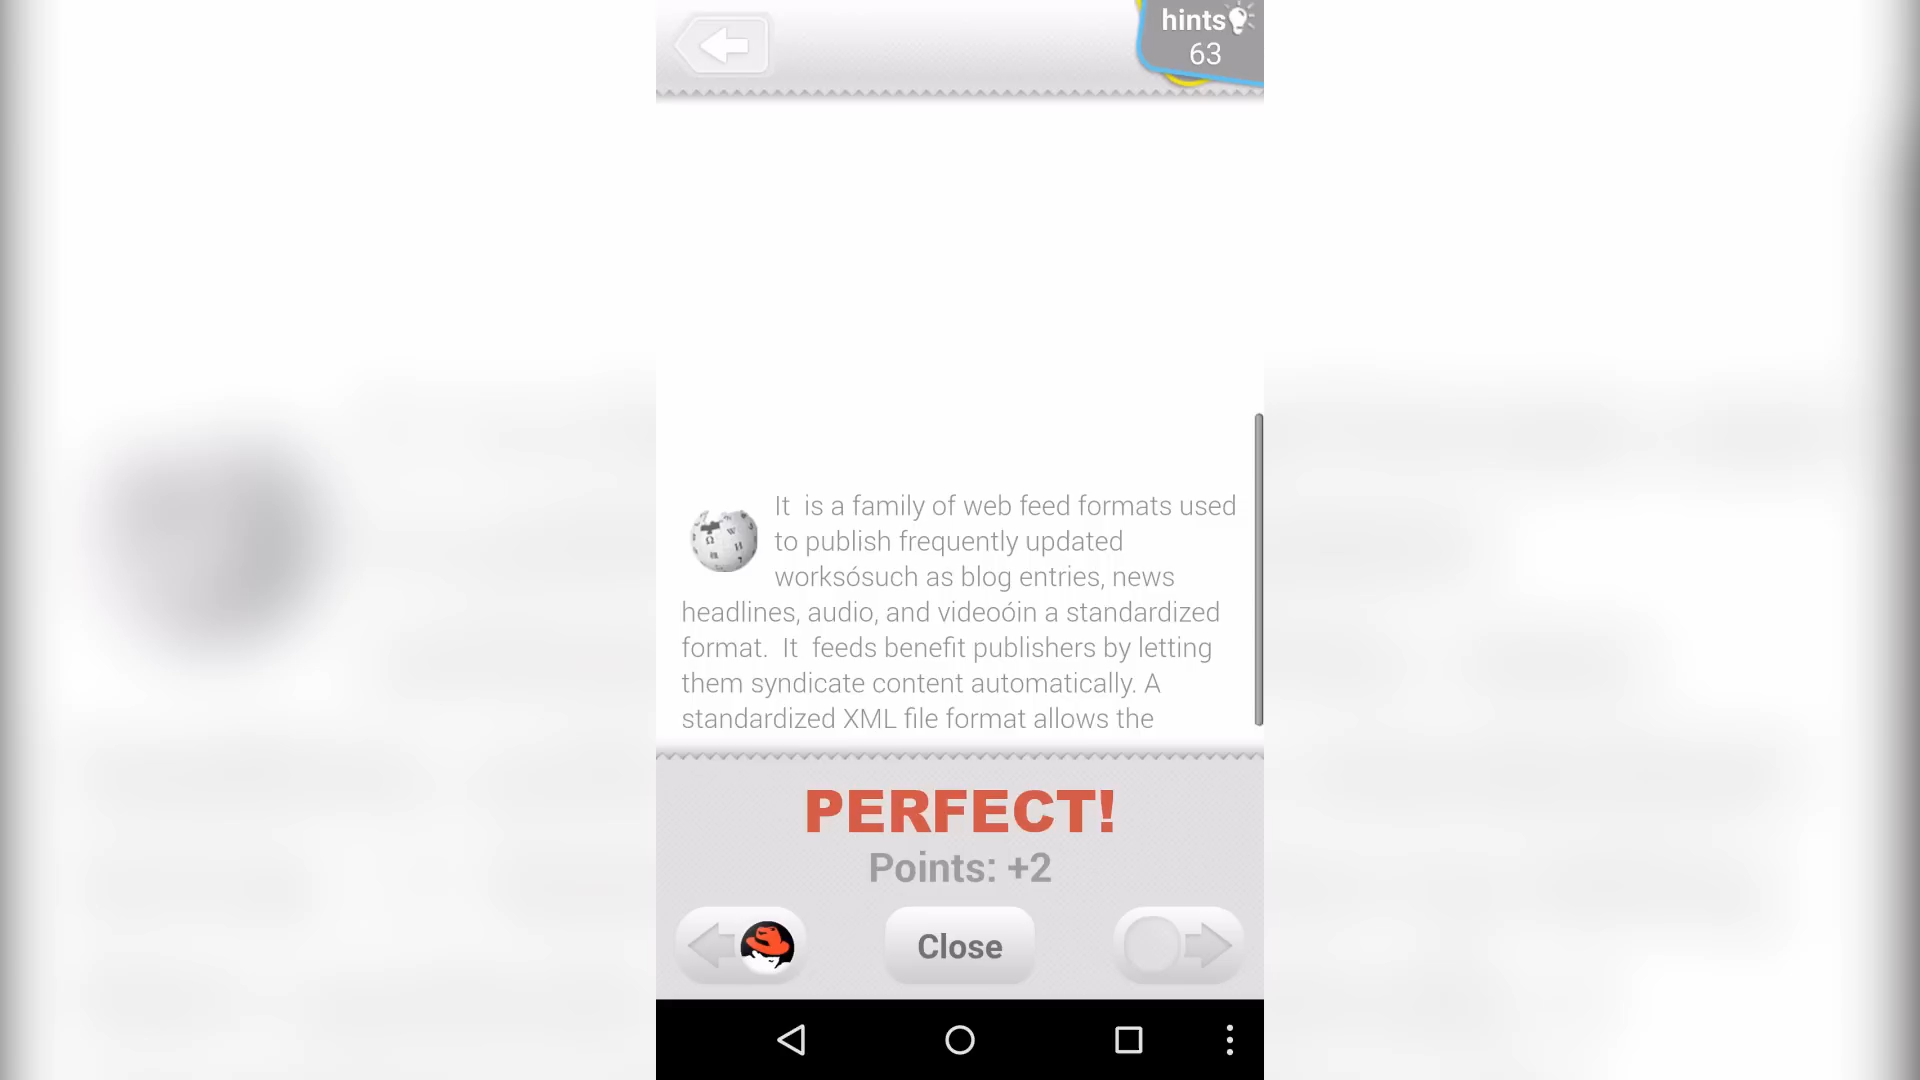 hints
63
It is a family of web feed formats used
to publish frequently updated
worksósuch as blog entries, news
headlines, audio, and videoóin a standardized
format. It feeds benefit publishers by letting
them syndicate content automatically. A
standardized XML file format allows the
PERFECT!
Points: +2
Close